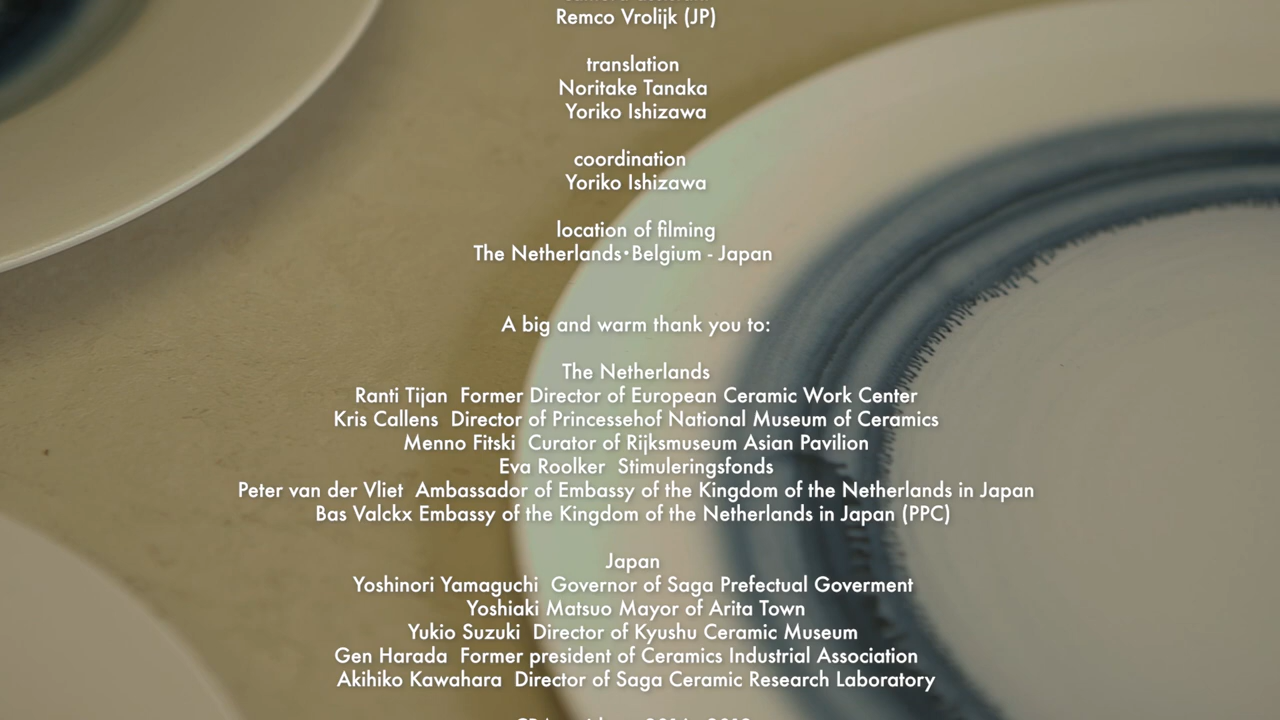 Remco Vrolijk (JP)
translation
Noritake Tanaka
Yoriko Ishizawa
coordination
Yoriko Ishizawa
location of filming
The Netherlands・Belgium - Japan
A big and warm thank you to:
The Netherlands
Ranti Tijan Former Director of European Ceramic Work Center
Kris Callens Director of Princessehof National Museum of Ceramics
Menno Fitski Curator of Rijksmuseum Asian Pavilion
Eva Roolker Stimuleringsfonds
Peter van der Vliet Ambassador of Embassy of the Kingdom of the Netherlands in Japan
Bas Valckx Embassy of the Kingdom of the Netherlands in Japan (PPC)
Japan
Yoshinori Yamaguchi Governor of Saga Prefectual Goverment
Yoshiaki Matsuo Mayor of Arita Town
Yukio Suzuki Director of Kyushu Ceramic Museum
Gen Harada Former president of Ceramics Industrial Association
Akihiko Kawahara Director of Saga Ceramic Research Laboratory